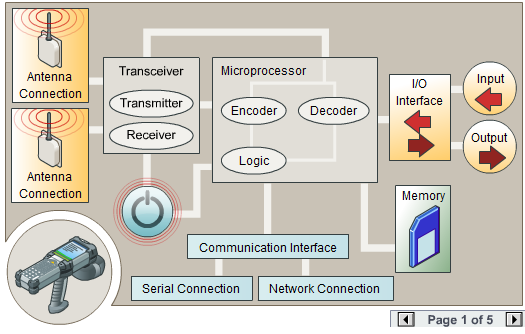 Antenna
Connection
Antenna
Connection
Transceiver
Transmitter
Receiver
Microprocessor
Encoder
Decoder
Logic
I/O
Interface
Input
Output
Memory
Communication Interface
Serial Connection
Network Connection
Page 1 of 5